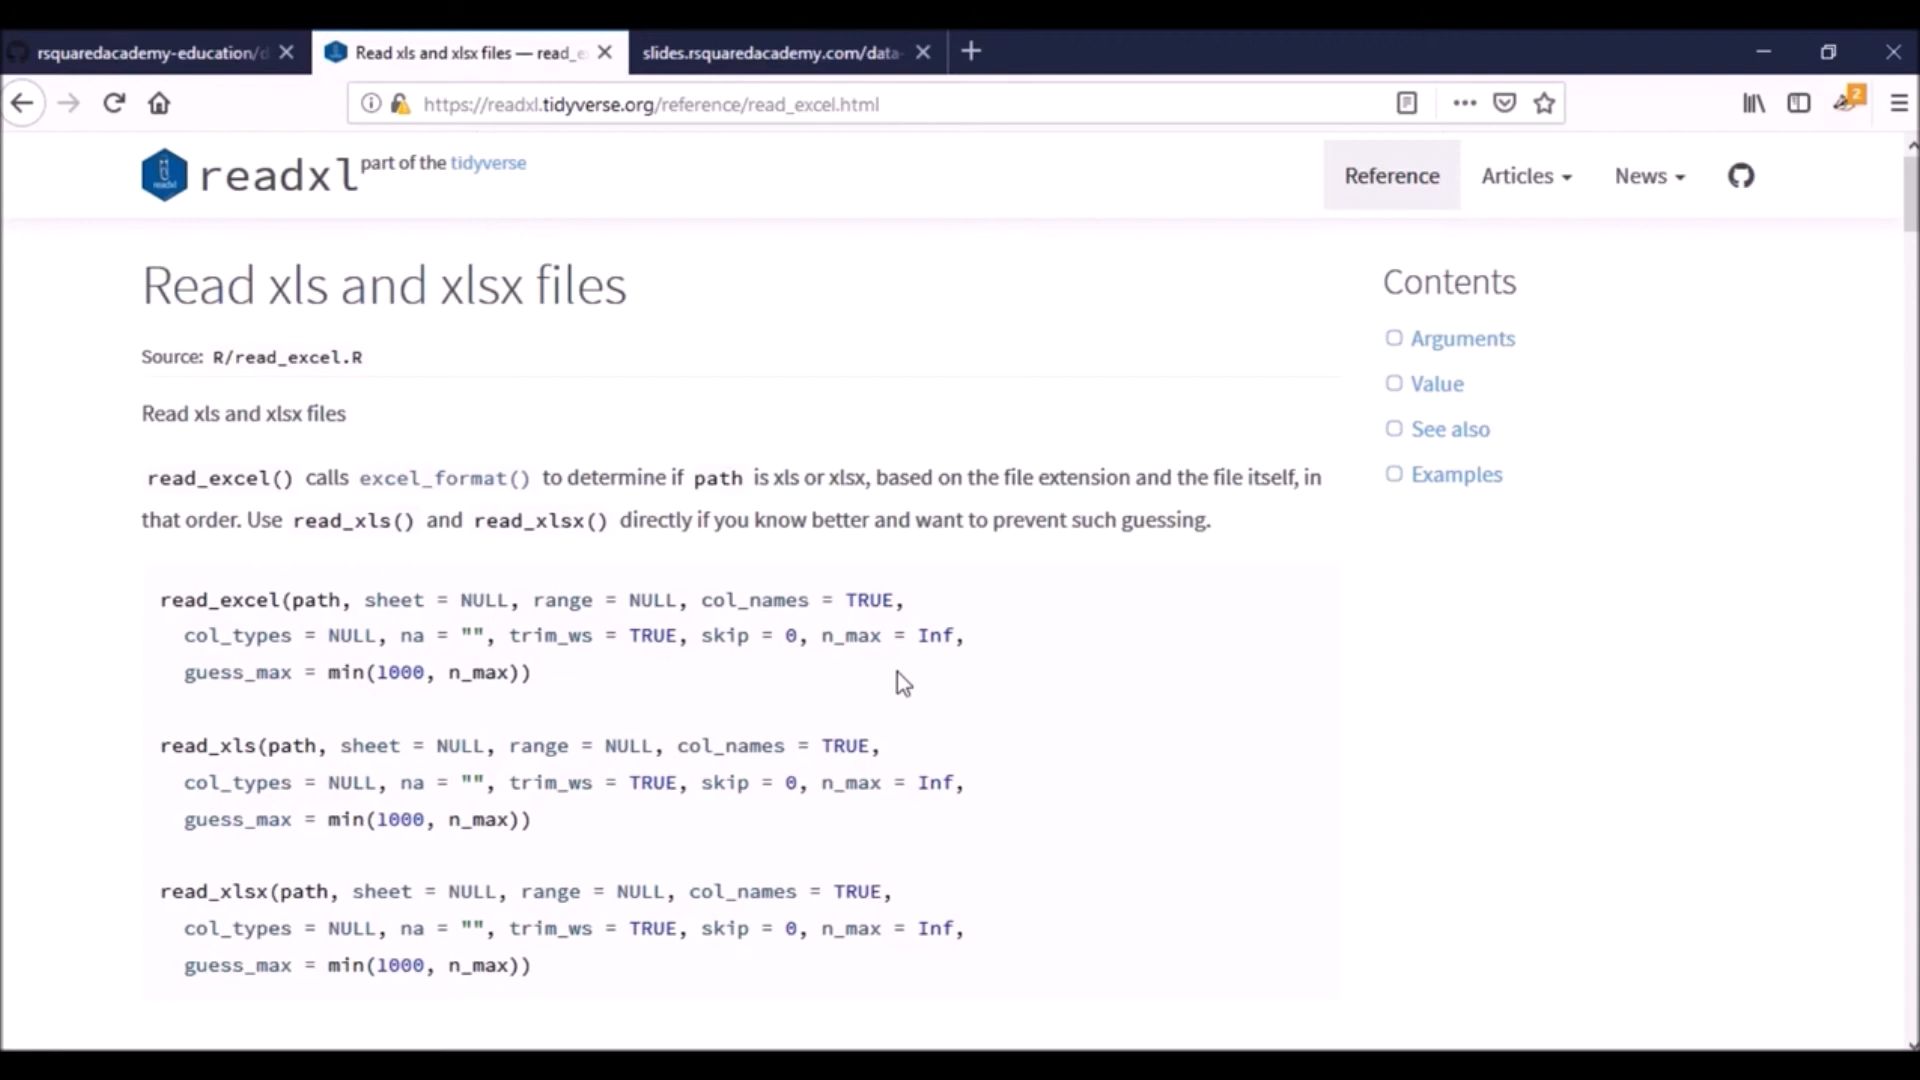 rsquaredacademy-education/d
Read xls and xlsx files — read_e
slides.rsquaredacademy.com/data-
https://readxl.tidyverse.org/reference/read_excel.html
2
readxl
readxl part of the tidyverse
Reference
Articles
News
Read xls and xlsx files
Source: R/read_excel.R
Read xls and xlsx files
read_excel() calls excel_format() to determine if path is xls or xlsx, based on the file extension and the file itself, in
that order. Use read_xls() and read_xlsx() directly if you know better and want to prevent such guessing.
read_excel(path, sheet = NULL, range = NULL, col_names = TRUE,
col_types = NULL, na = "", trim_ws = TRUE, skip = 0, n_max = Inf,
guess_max = min(1000, n_max))
read_xls(path, sheet = NULL, range = NULL, col_names = TRUE,
col_types = NULL, na = "", trim_ws = TRUE, skip = 0, n_max = Inf,
guess_max = min(1000, n_max))
read_xlsx(path, sheet = NULL, range = NULL, col_names = TRUE,
col_types = NULL, na = "", trim_ws = TRUE, skip = 0, n_max = Inf,
guess_max = min(1000, n_max))
Contents
Arguments
Value
See also
Examples